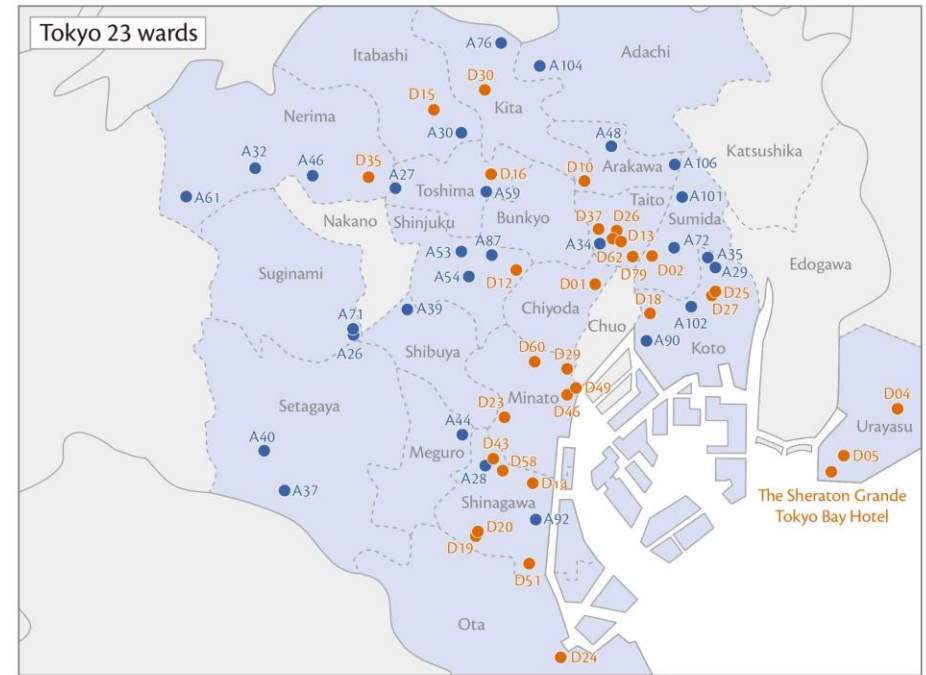 Tokyo 23 wards
A76
Adachi
Itabashi
A104
D30
D15
Kita
Nerima
A30
A48
Katsushika
A32
A46
D35
A27
D16
D10
Arakawa
A106
Toshima
A59
Taito
A101
A61
Nakano
Shinjuku
Bunkyo
D37
D26
Sumida
A53
A87
A34
D13
A72
A35
Edogawa
Suginami
A54
D12
D62
D79
D02
A29
D01
D25
D27
Chiyoda
D18
A39
A102
A71
Chuo
A26
Shibuya
A90
Koto
D60
D29
Minato
D49
D46
D04
Setagaya
D23
Urayasu
A44
A40
Meguro
D43
D05
A28
D58
D14
A37
Shinagawa
The Sheraton Grande
Tokyo Bay Hotel
D20
A92
D19
D51
Ota
D24